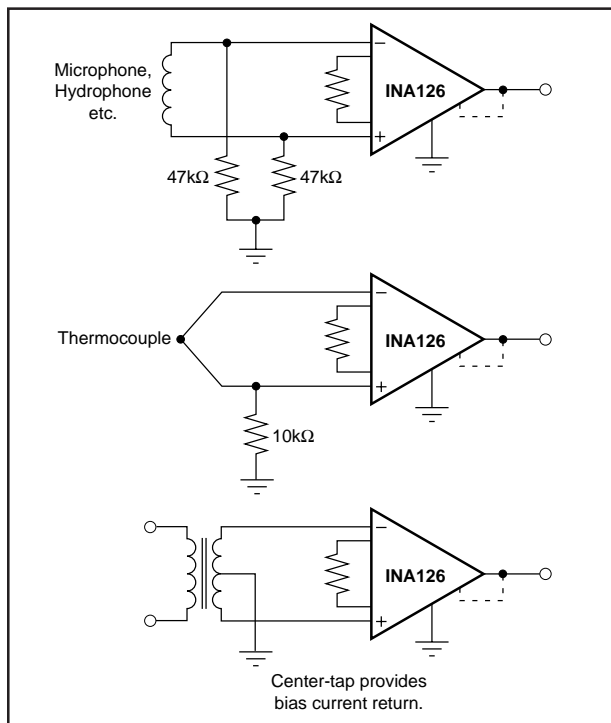 Microphone,
Hydrophone
etc.
−
INA126
+
47kΩ 47kΩ
Thermocouple
−
INA126
+
10kΩ
−
INA126
+
Center-tap provides
bias current return.